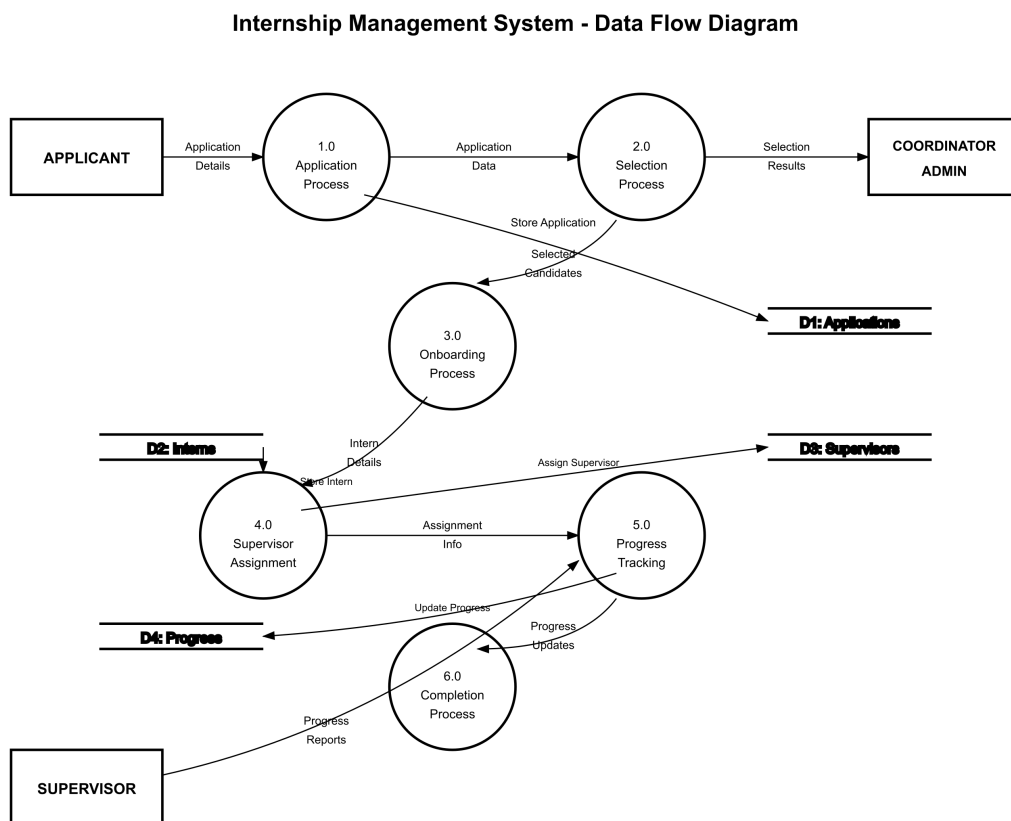 Internship Management System - Data Flow Diagram
APPLICANT
Application
Details
1.0
Application
Process
Application
Data
2.0
Selection
Process
Selection
Results
COORDINATOR
ADMIN
Store Application
Selected
Candidates
D1: Applications
3.0
Onboarding
Process
D2: Interns
Intern
Details
Store Intern
Assign Supervisor
D3: Supervisors
4.0
Supervisor
Assignment
Assignment
Info
5.0
Progress
Tracking
Update Progress
D4: Progress
Progress
Updates
6.0
Completion
Process
Progress
Reports
SUPERVISOR